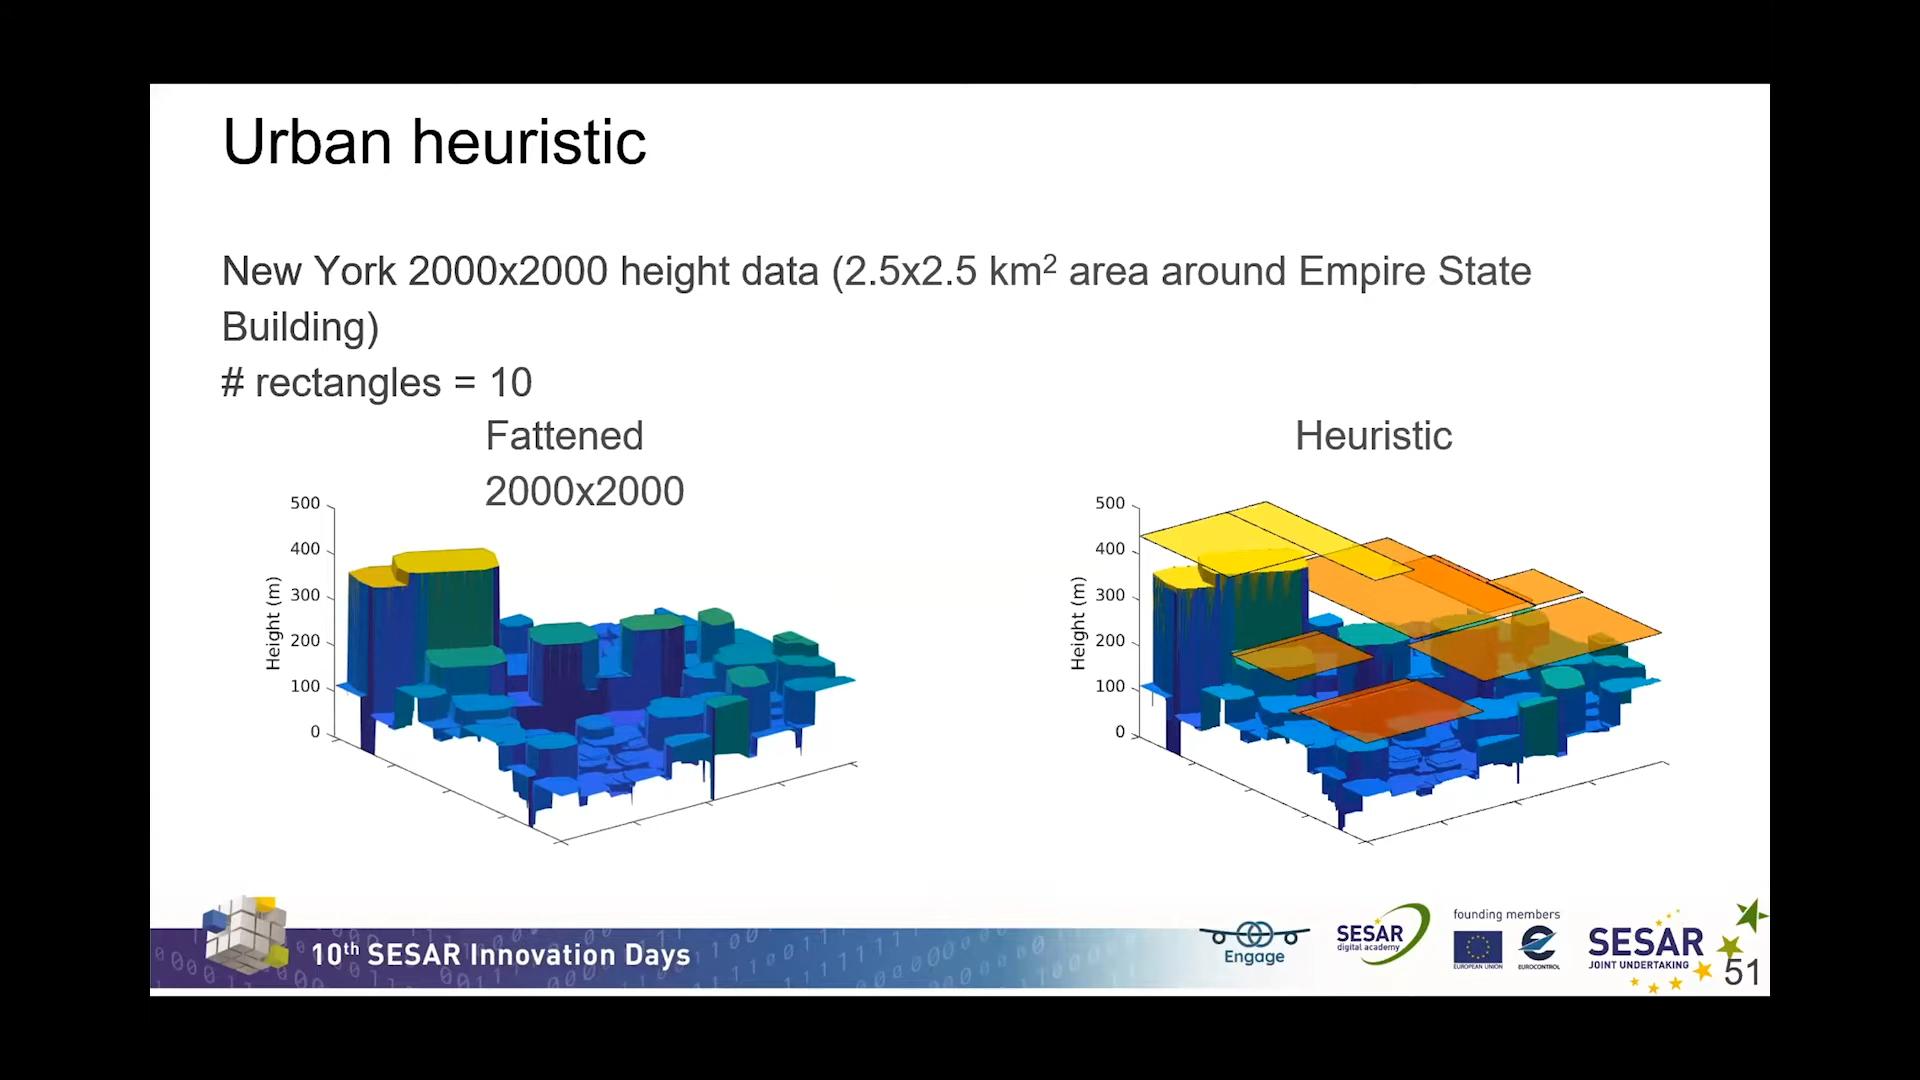 Urban heuristic
New York 2000x2000 height data (2.5x2.5 km² area around Empire State
Building)
# rectangles = 10
Fattened
2000x2000
Heuristic
500
400
300
200
100
0
Height (m)
500
400
300
200
100
0
Height (m)
10th SESAR Innovation Days
Engage
SESAR
digital academy
founding members
EUROPEAN UNION
EUROCONTROL
SESAR
JOINT UNDERTAKING
51